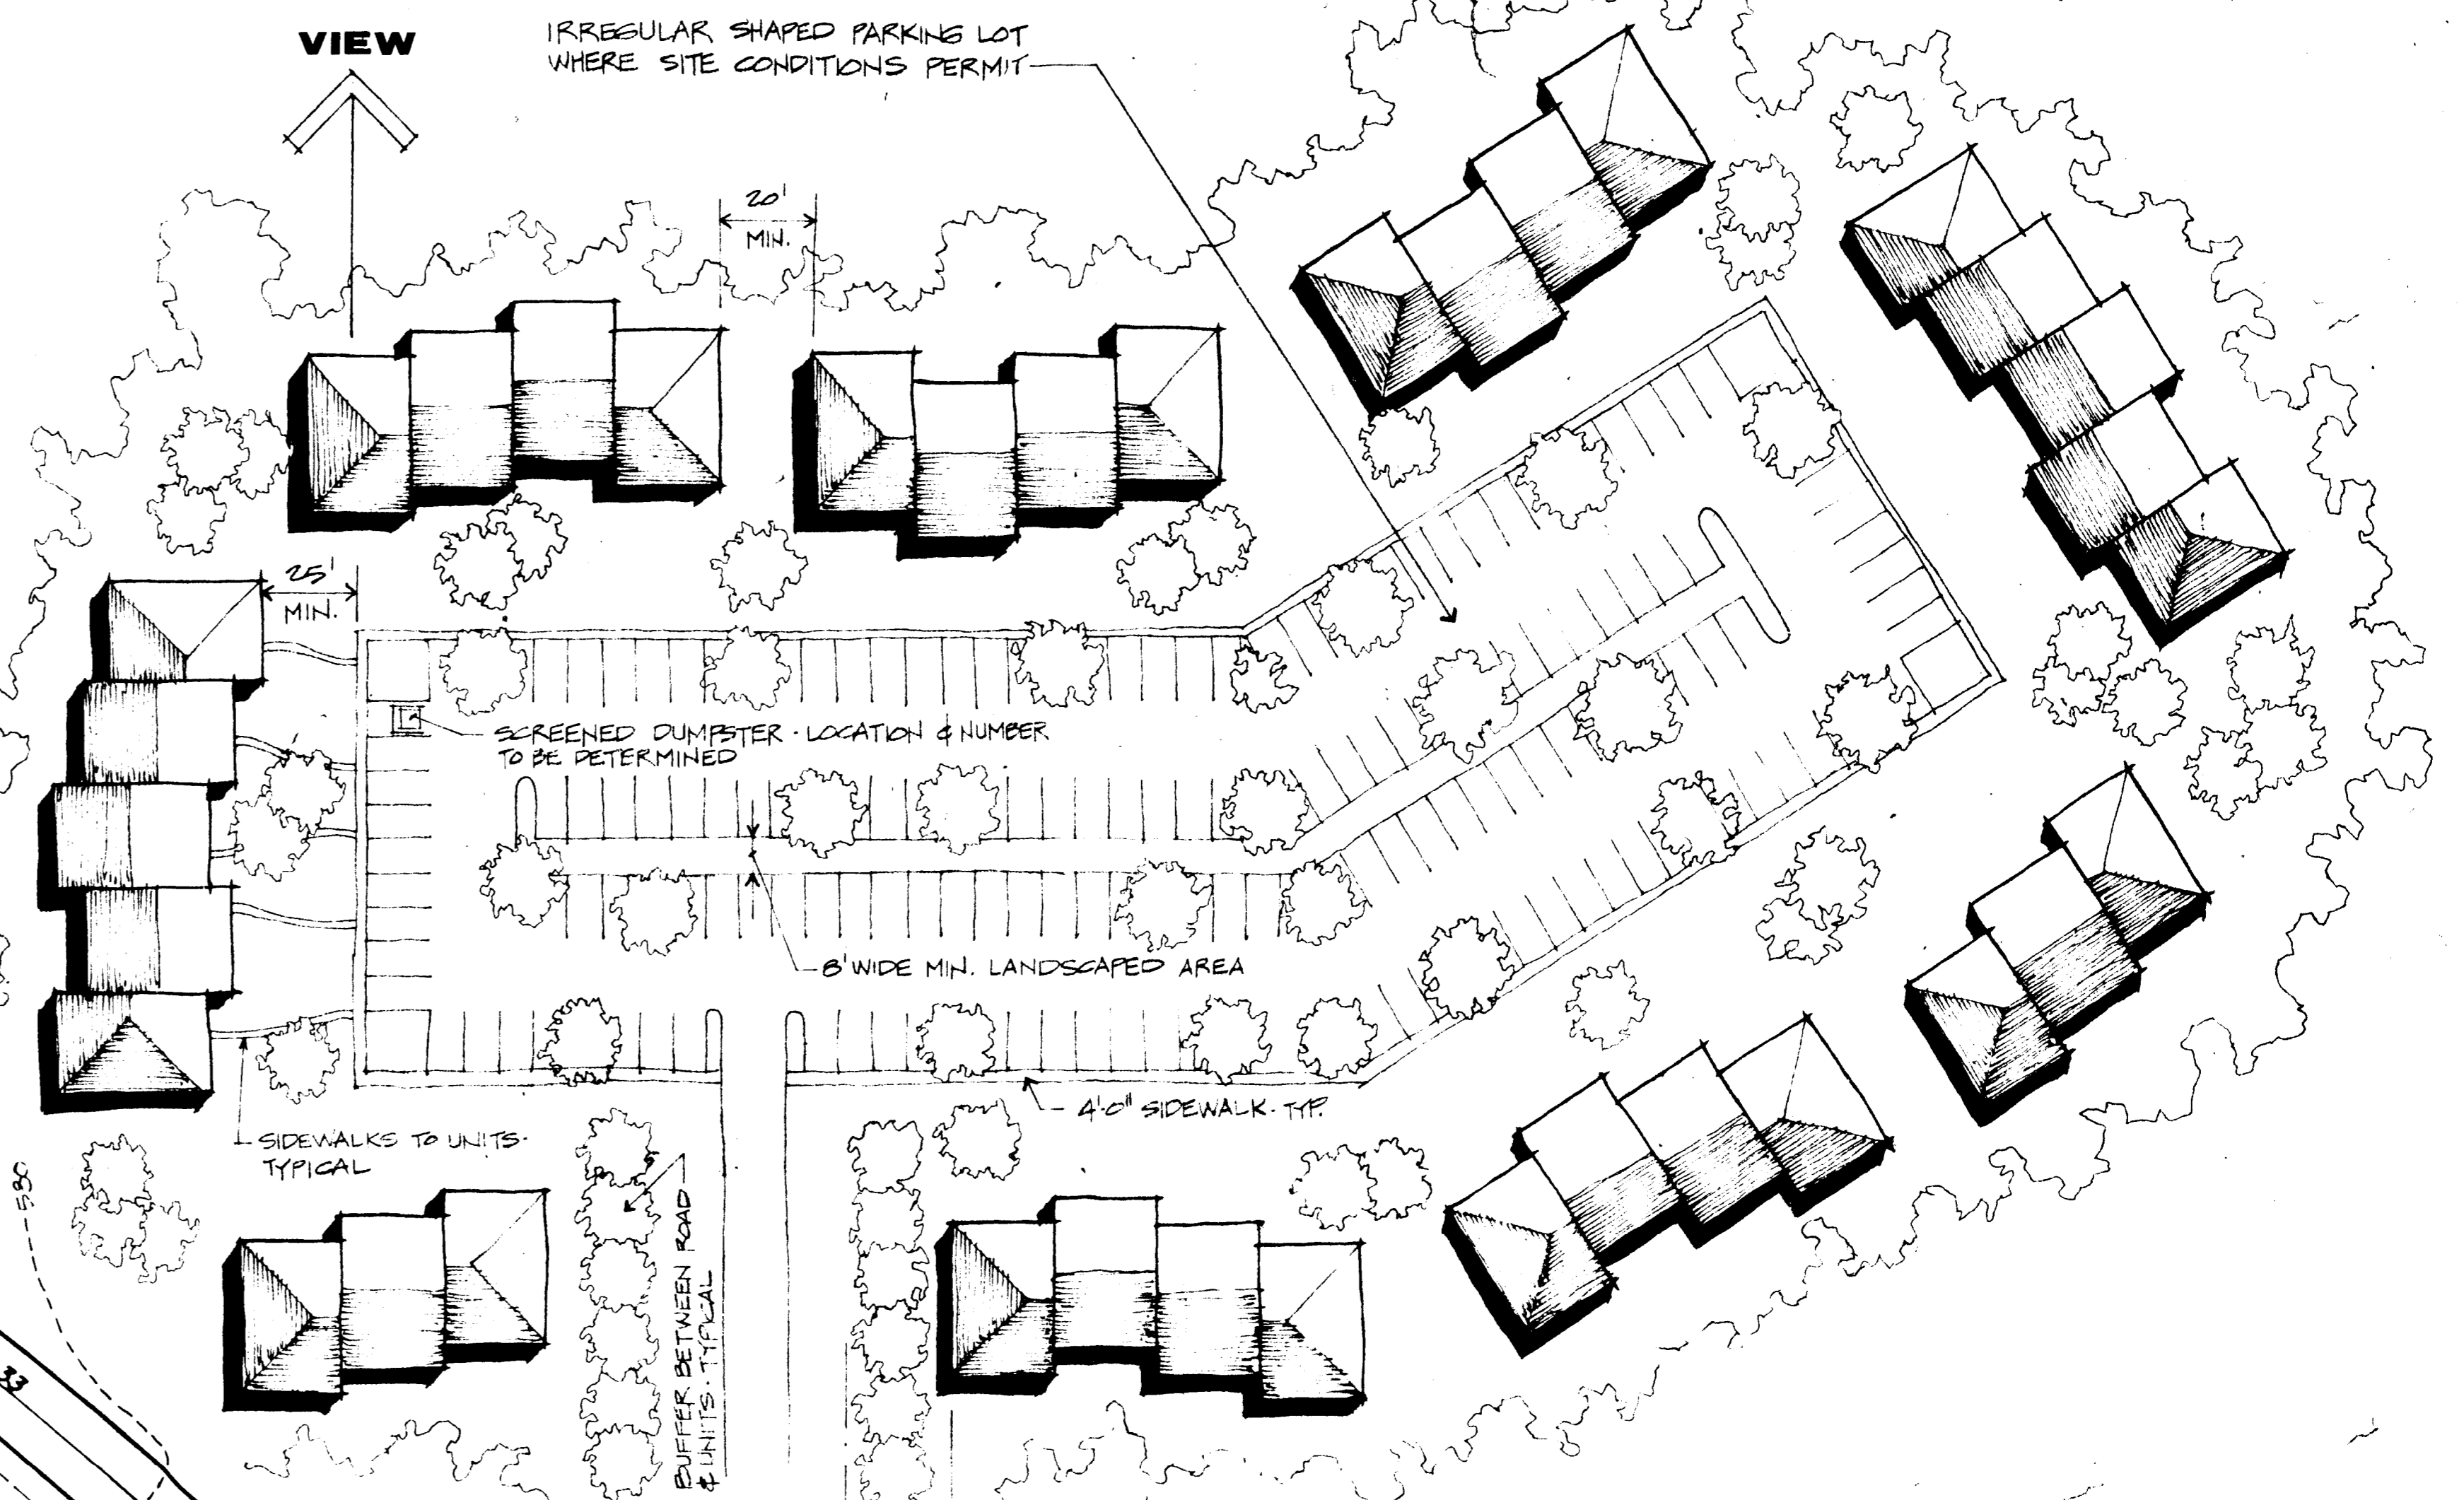 VIEW
IRREGULAR SHAPED PARKING LOT
WHERE SITE CONDITIONS PERMIT
20'
MIN.
25'
MIN.
SCREENED DUMPSTER · LOCATION & NUMBER
TO BE DETERMINED
8' WIDE MIN. LANDSCAPED AREA
4'-0" SIDEWALK · TYP.
SIDEWALKS TO UNITS ·
TYPICAL
BUFFER BETWEEN ROAD
& UNITS · TYPICAL
530
33